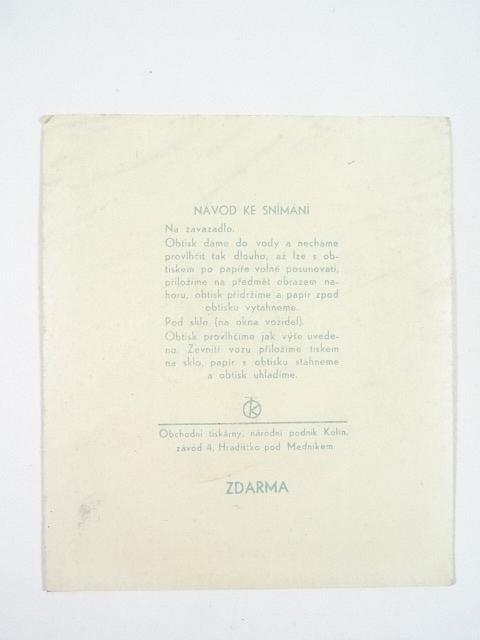 NÁVOD KE SNÍMÁNÍ
Na zavazadlo.
Obtisk dáme do vody a necháme
provlhčit tak dlouho, až lze s ob-
tiskem po papíře volně posunovati,
přiložíme na předmět obrazem na-
horu, obtisk přidržíme a papír zpod
obtisku vytáhneme.
Pod sklo (na okna vozidel).
Obtisk provlhčíme jak výše uvede-
no. Zevnitř vozu přiložíme tiskem
na sklo, papír s obtisku stáhneme
a obtisk uhladíme.
Obchodní tiskárny, národní podnik Kolín,
závod 4, Hradištko pod Medníkem
ZDARMA